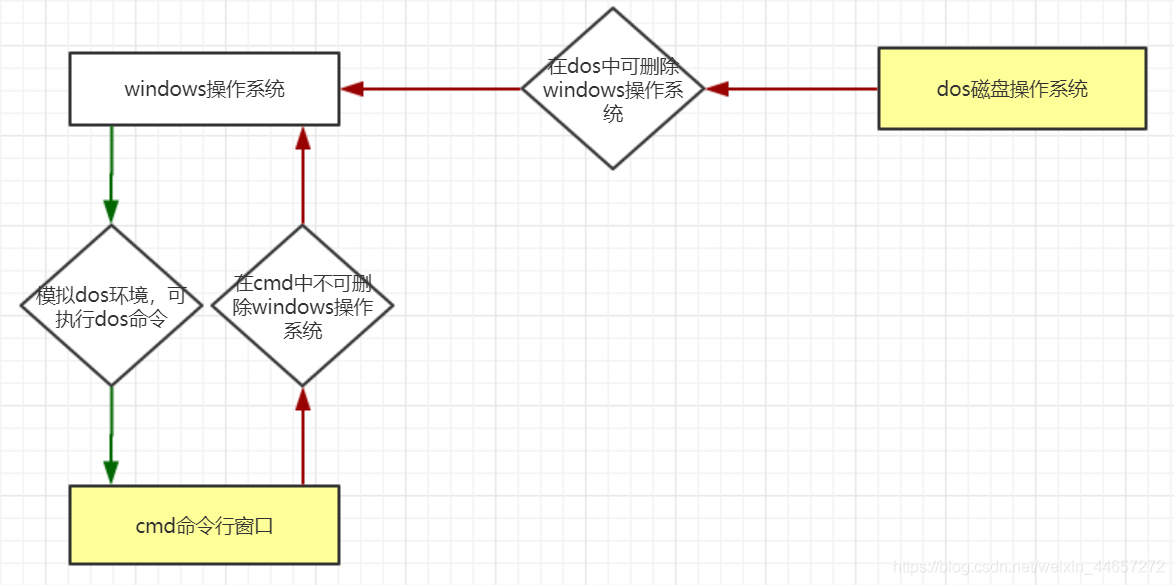 windows操作系统
在dos中可删除
windows操作系
统
dos磁盘操作系统
模拟dos环境，可
执行dos命令
在cmd中不可删
除windows操作
系统
cmd命令行窗口
https://blog.csdn.net/weixin_44657272